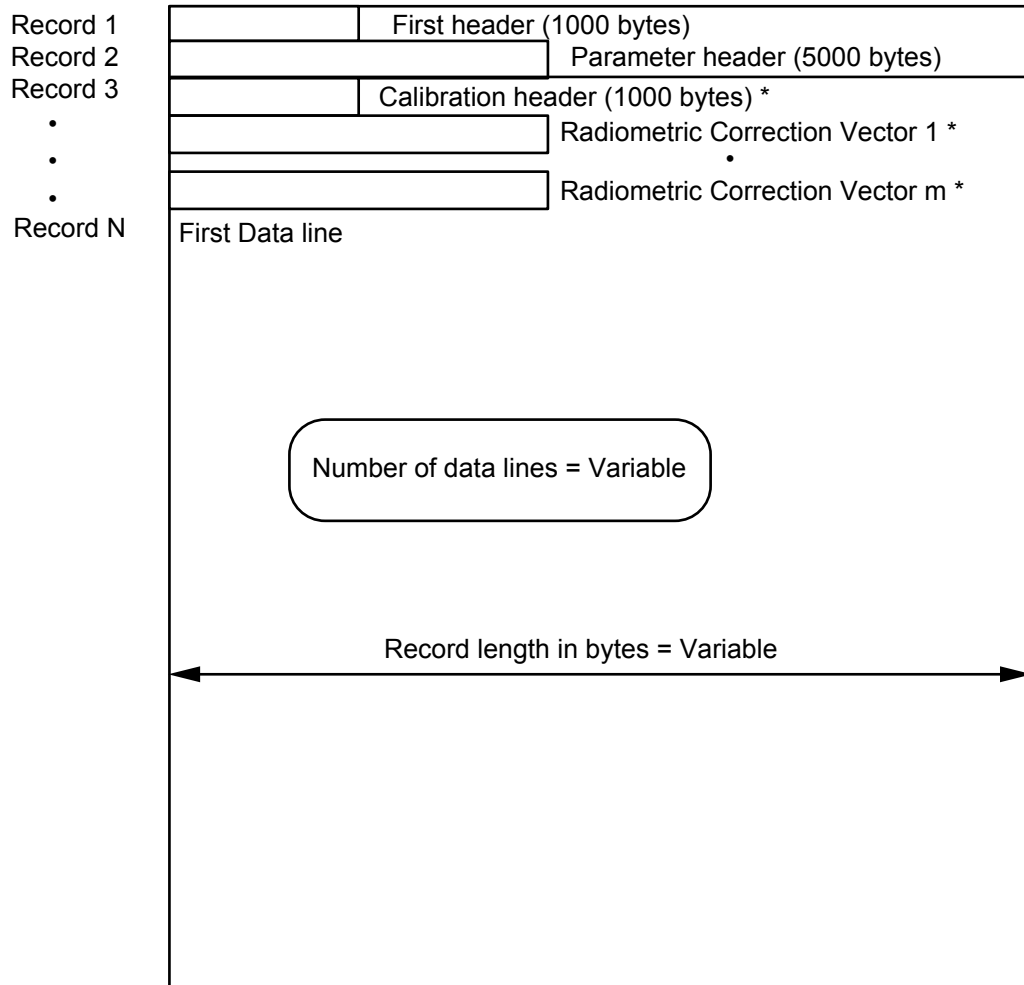 Record 1 First header (1000 bytes)
Record 2 Parameter header (5000 bytes)
Record 3 Calibration header (1000 bytes) *
• Radiometric Correction Vector 1 *
• •
• Radiometric Correction Vector m *
Record N First Data line
Number of data lines = Variable
Record length in bytes = Variable